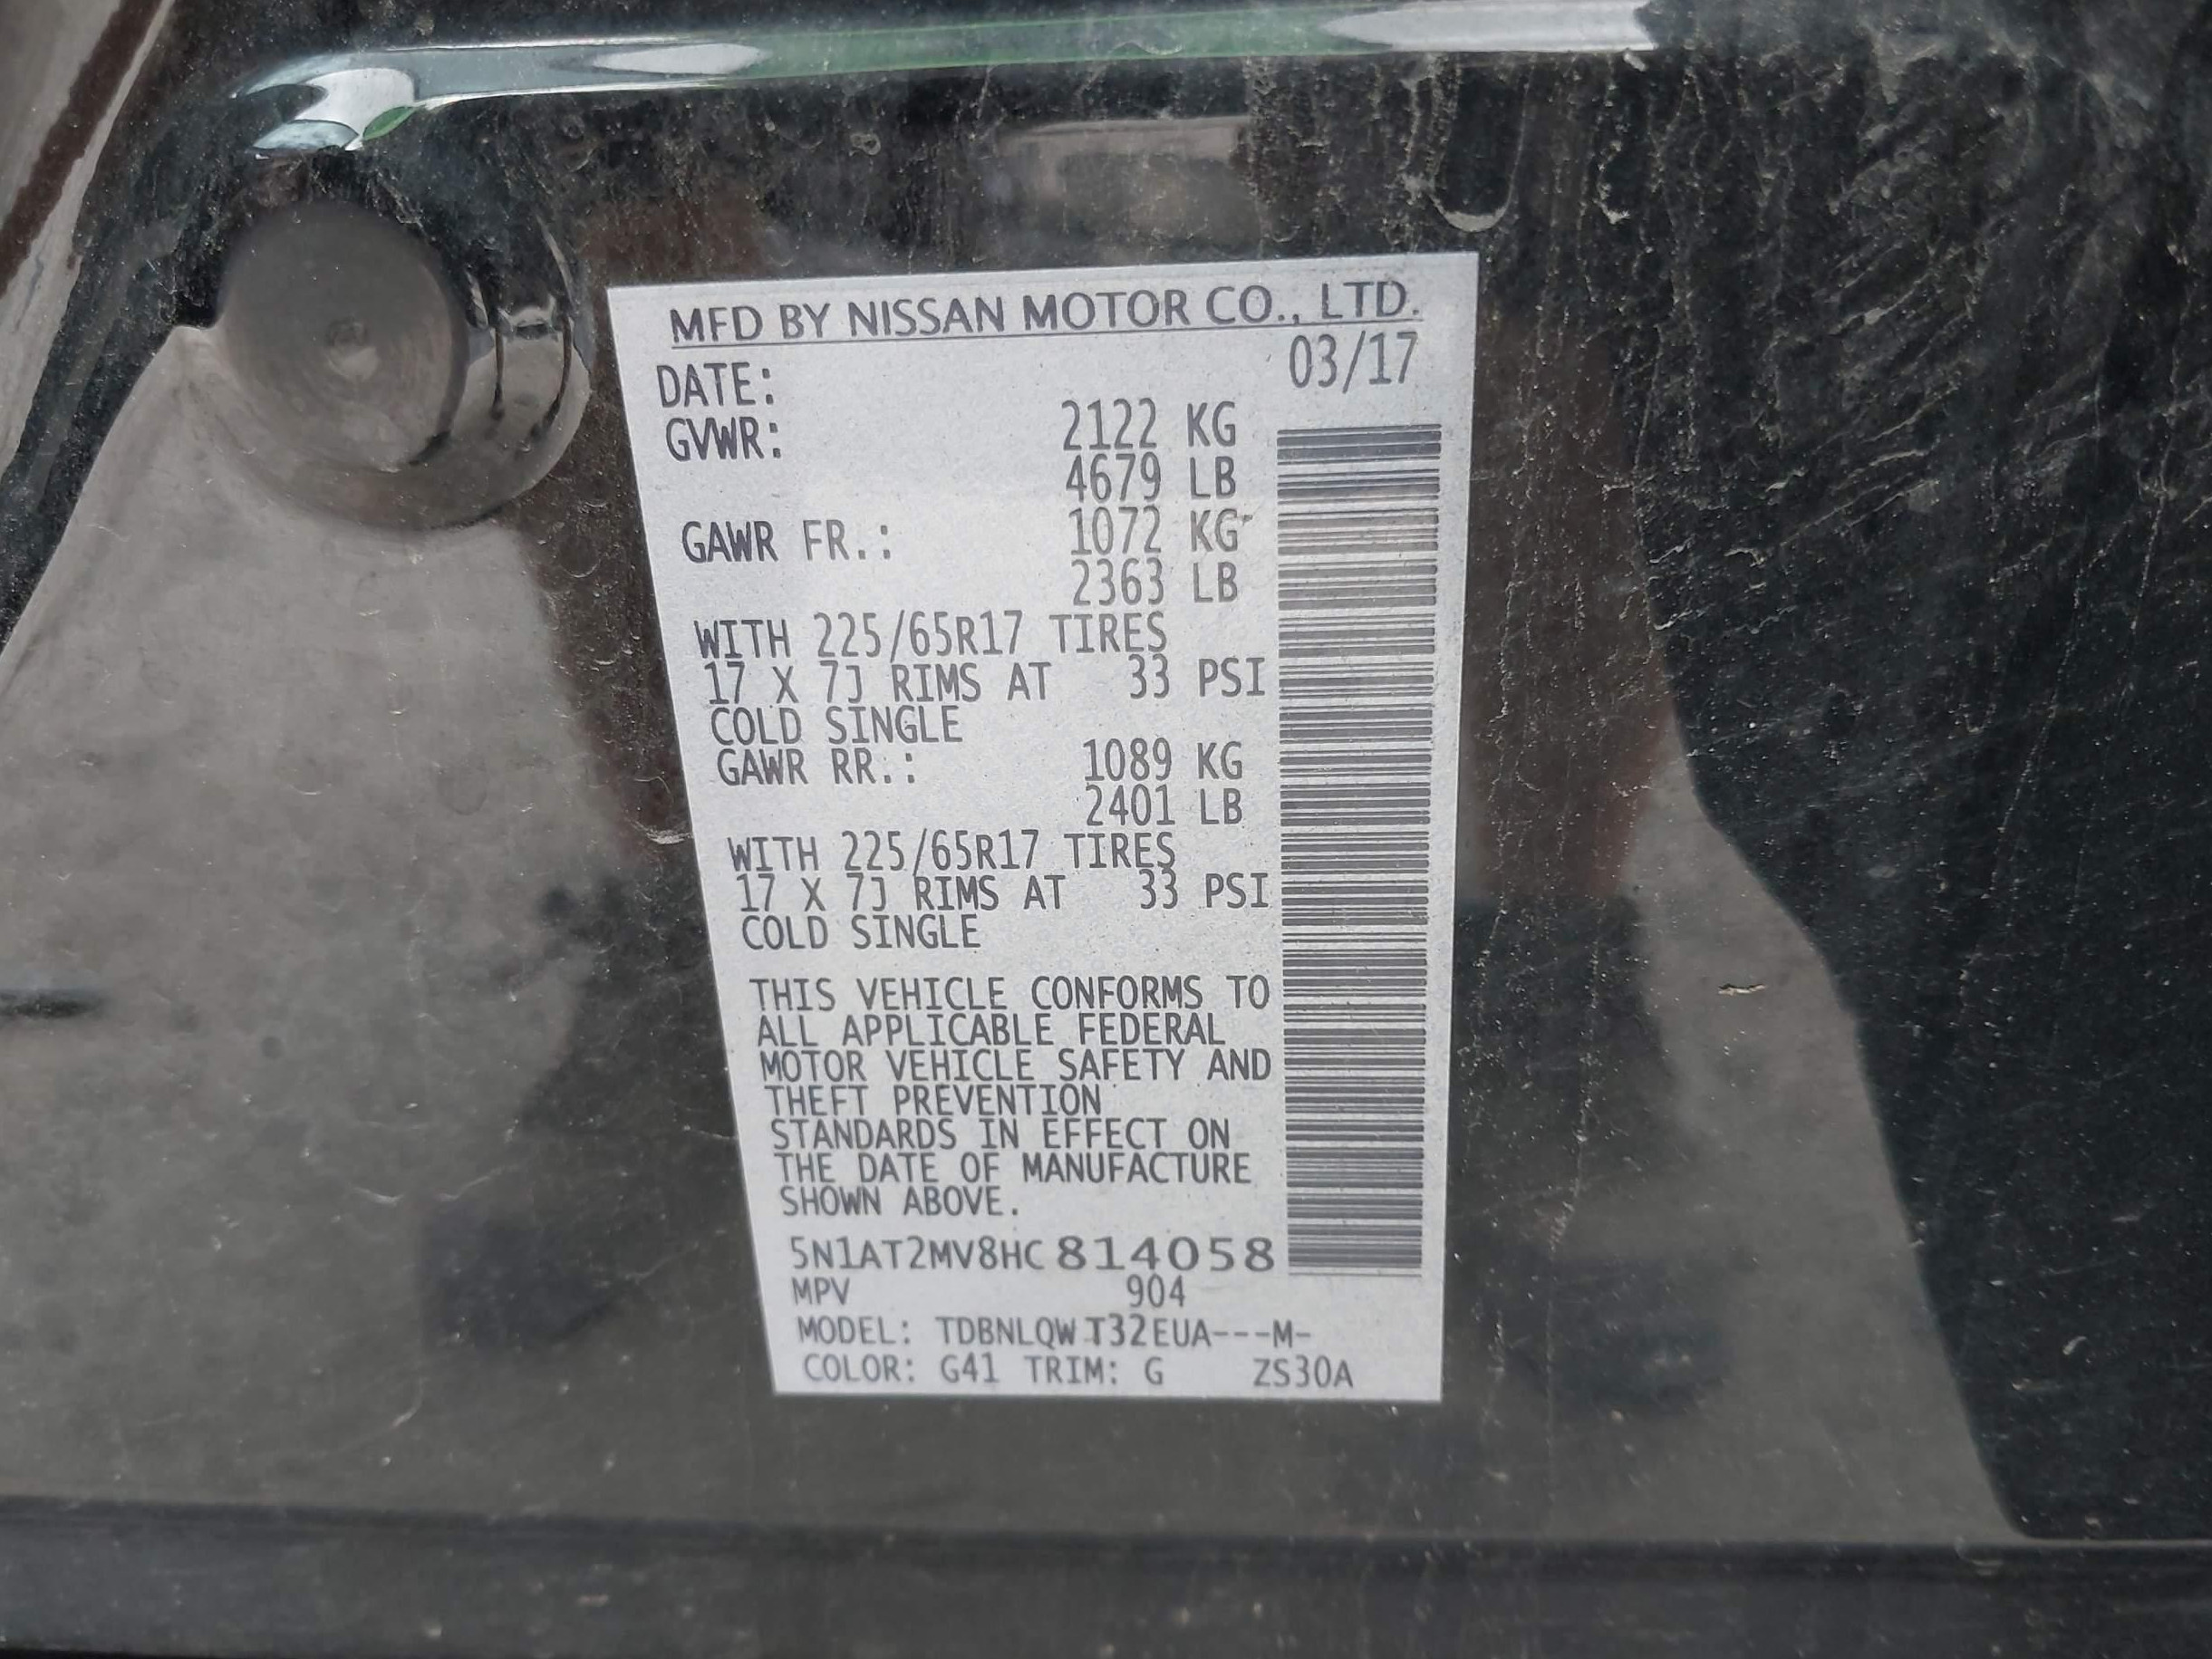 MFD BY NISSAN MOTOR CO., LTD.
DATE: 03/17
GVWR: 2122 KG
4679 LB
GAWR FR.: 1072 KG
2363 LB
WITH 225/65R17 TIRES
17 X 7J RIMS AT 33 PSI
COLD SINGLE
GAWR RR.: 1089 KG
2401 LB
WITH 225/65R17 TIRES
17 X 7J RIMS AT 33 PSI
COLD SINGLE
THIS VEHICLE CONFORMS TO
ALL APPLICABLE FEDERAL
MOTOR VEHICLE SAFETY AND
THEFT PREVENTION
STANDARDS IN EFFECT ON
THE DATE OF MANUFACTURE
SHOWN ABOVE.
5N1AT2MV8HC814058
MPV 904
MODEL: TDBNLQWT32EUA---M-
COLOR: G41 TRIM: G ZS30A